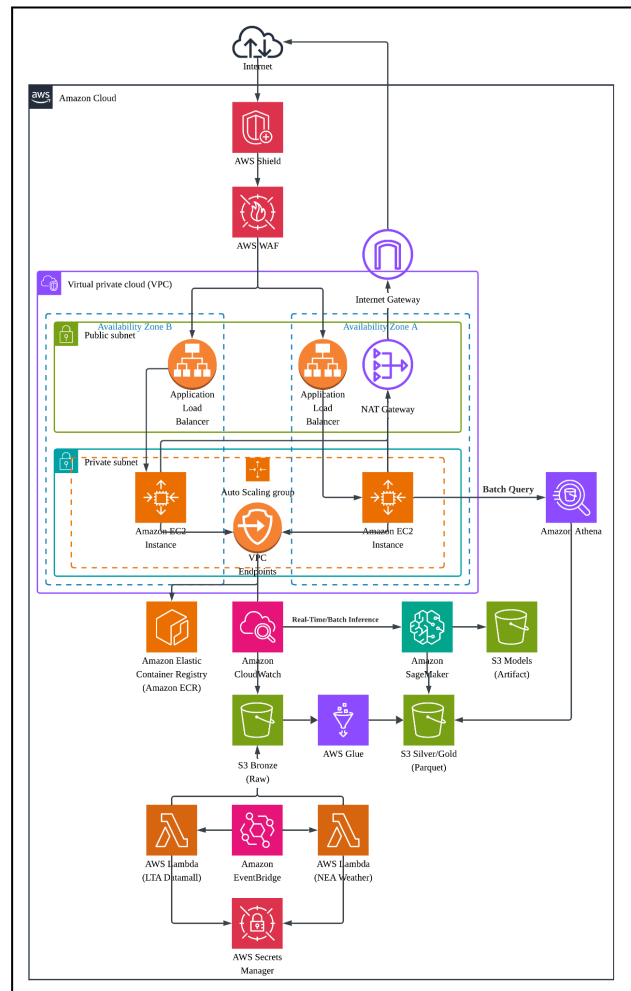 Internet
aws
Amazon Cloud
AWS Shield
AWS WAF
Virtual private cloud (VPC)
Internet Gateway
Availability Zone B
Availability Zone A
Public subnet
Application
Load
Balancer
Application
Load
Balancer
NAT Gateway
Private subnet
Auto Scaling group
Amazon EC2
Instance
Amazon EC2
Instance
Batch Query
Amazon Athena
VPC
Endpoints
Real-Time/Batch Inference
Amazon Elastic
Container Registry
(Amazon ECR)
Amazon
CloudWatch
Amazon
SageMaker
S3 Models
(Artifact)
S3 Bronze
(Raw)
AWS Glue
S3 Silver/Gold
(Parquet)
AWS Lambda
(LTA Datamall)
Amazon
EventBridge
AWS Lambda
(NEA Weather)
AWS Secrets
Manager